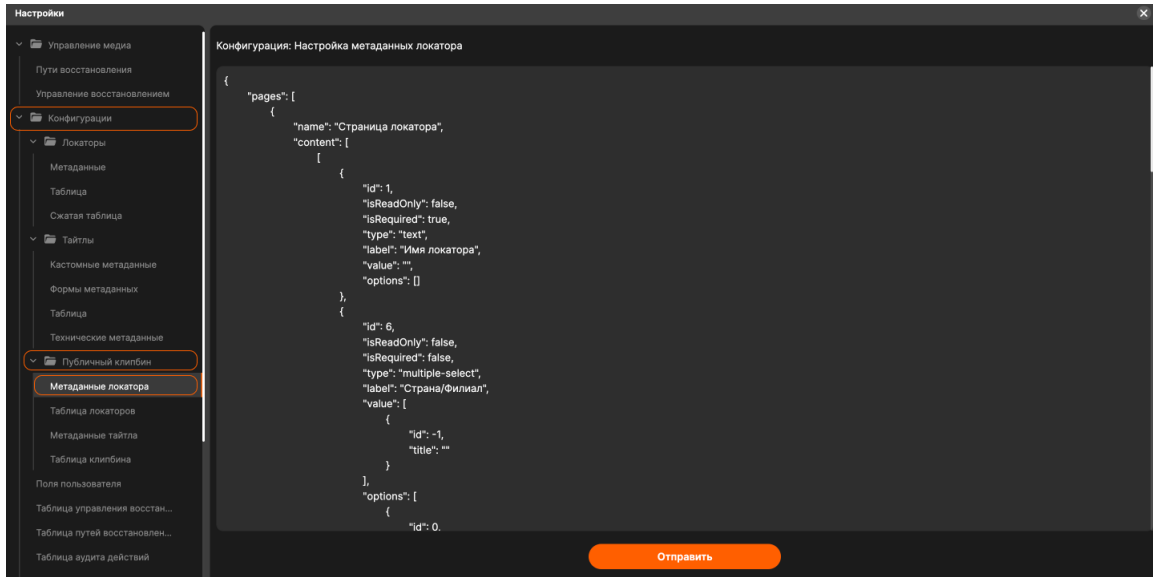 Настройки
Управление медиа
Пути восстановления
Управление восстановлением
Конфигурации
Локаторы
Метаданные
Таблица
Сжатая таблица
Тайтлы
Кастомные метаданные
Формы метаданных
Таблица
Технические метаданные
Публичный клипбин
Метаданные локатора
Таблица локаторов
Метаданные тайтла
Таблица клипбина
Поля пользователя
Таблица управления восстан...
Таблица путей восстановлен...
Таблица аудита действий
Конфигурация: Настройка метаданных локатора
{
"pages": [
{
"name": "Страница локатора",
"content": [
[
{
"id": 1,
"isReadOnly": false,
"isRequired": true,
"type": "text",
"label": "Имя локатора",
"value": "",
"options": []
},
{
"id": 6,
"isReadOnly": false,
"isRequired": false,
"type": "multiple-select",
"label": "Страна/Филиал",
"value": [
{
"id": -1,
"title": ""
}
],
"options": [
{
"id": 0,
Отправить